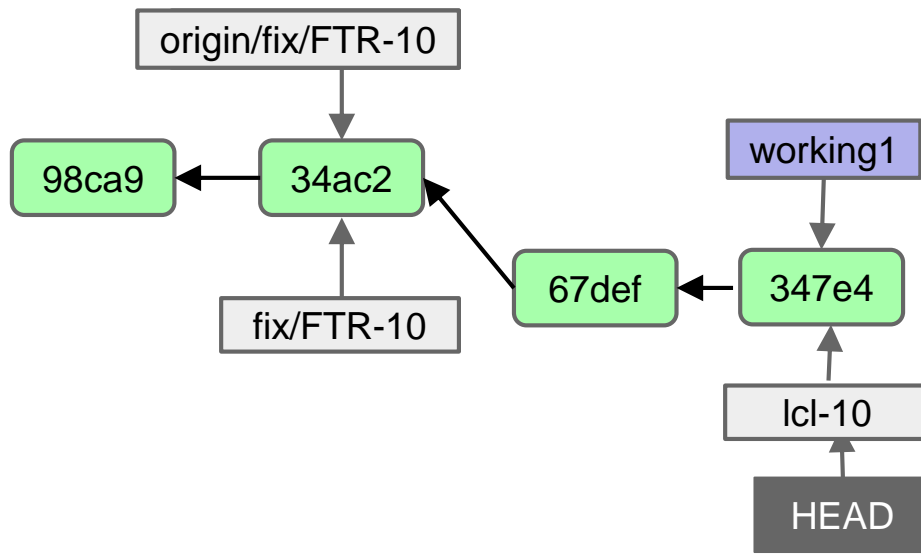 origin/fix/FTR-10
98ca9
34ac2
working1
67def
347e4
fix/FTR-10
lcl-10
HEAD